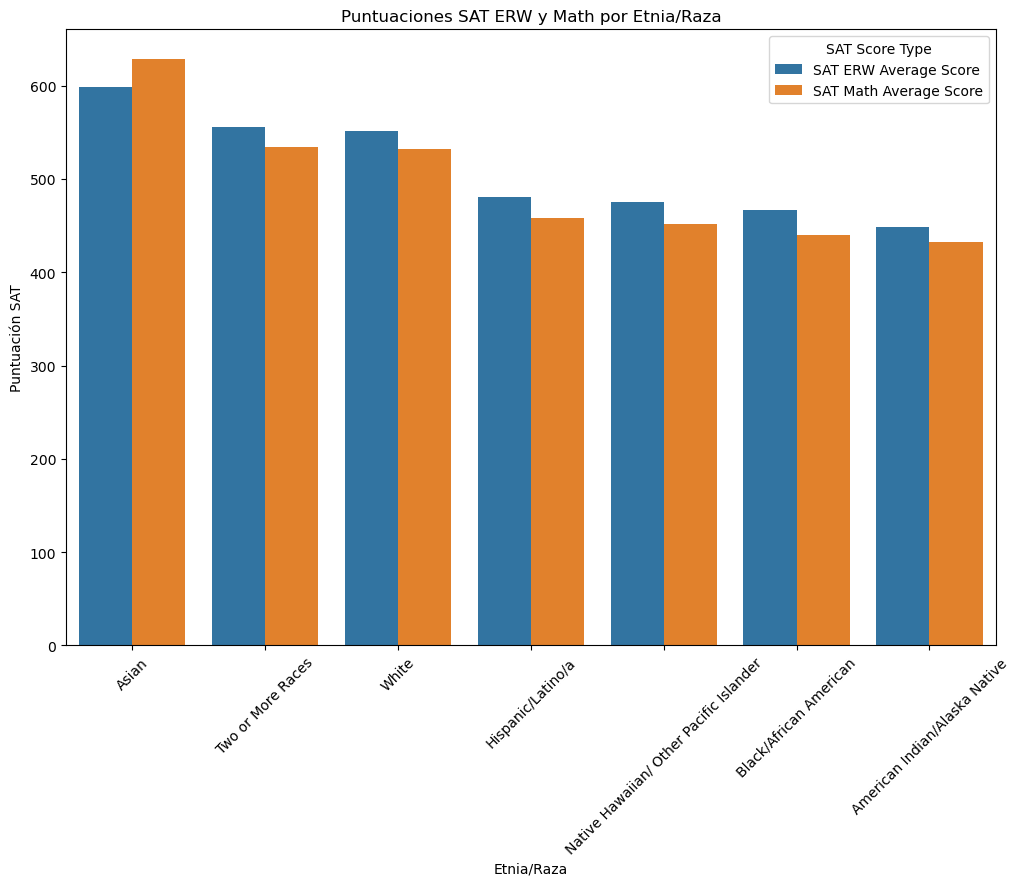 Puntuaciones SAT ERW y Math por Etnia/Raza
SAT Score Type
SAT ERW Average Score
SAT Math Average Score
Puntuación SAT
600
500
400
300
200
100
0
Asian
Two or More Races
White
Hispanic/Latino/a
Native Hawaiian/ Other Pacific Islander
Black/African American
American Indian/Alaska Native
Etnia/Raza